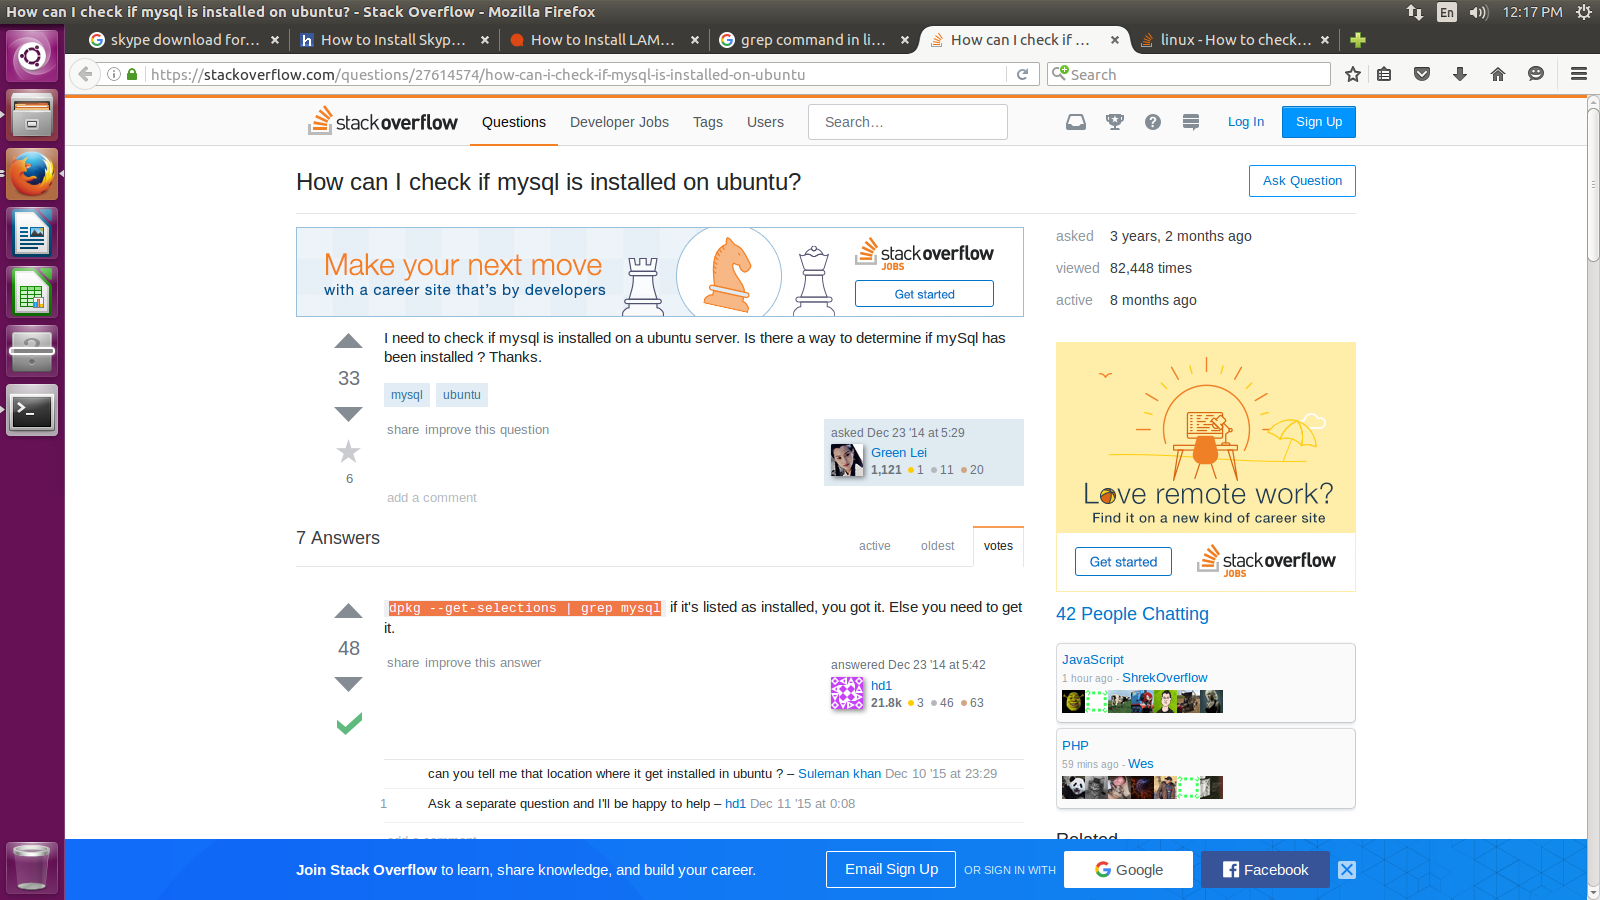 How can I check if mysql is installed on ubuntu? - Stack Overflow - Mozilla Firefox
En
12:17 PM
skype download for...
How to Install Skyp...
How to Install LAM...
grep command in li...
How can I check if ...
linux - How to check...
https://stackoverflow.com/questions/27614574/how-can-i-check-if-mysql-is-installed-on-ubuntu
Search
stackoverflow
Questions
Developer Jobs
Tags
Users
Search...
Log In
Sign Up
How can I check if mysql is installed on ubuntu?
Ask Question
Make your next move
with a career site that's by developers
stackoverflow
JOBS
Get started
asked 3 years, 2 months ago
viewed 82,448 times
active 8 months ago
I need to check if mysql is installed on a ubuntu server. Is there a way to determine if mySql has
been installed ? Thanks.
33
mysql ubuntu
share improve this question
6
asked Dec 23 '14 at 5:29
Green Lei
1,121 1 11 20
add a comment
Love remote work?
Find it on a new kind of career site
Get started
stackoverflow
JOBS
7 Answers
active
oldest
votes
dpkg --get-selections | grep mysql if it's listed as installed, you got it. Else you need to get
it.
48
share improve this answer
answered Dec 23 '14 at 5:42
hd1
21.8k 3 46 63
can you tell me that location where it get installed in ubuntu ? – Suleman khan Dec 10 '15 at 23:29
1 Ask a separate question and I'll be happy to help – hd1 Dec 11 '15 at 0:08
add a comment
42 People Chatting
JavaScript
1 hour ago - ShrekOverflow
PHP
59 mins ago - Wes
Related
Join Stack Overflow to learn, share knowledge, and build your career.
Email Sign Up
OR SIGN IN WITH
Google
Facebook